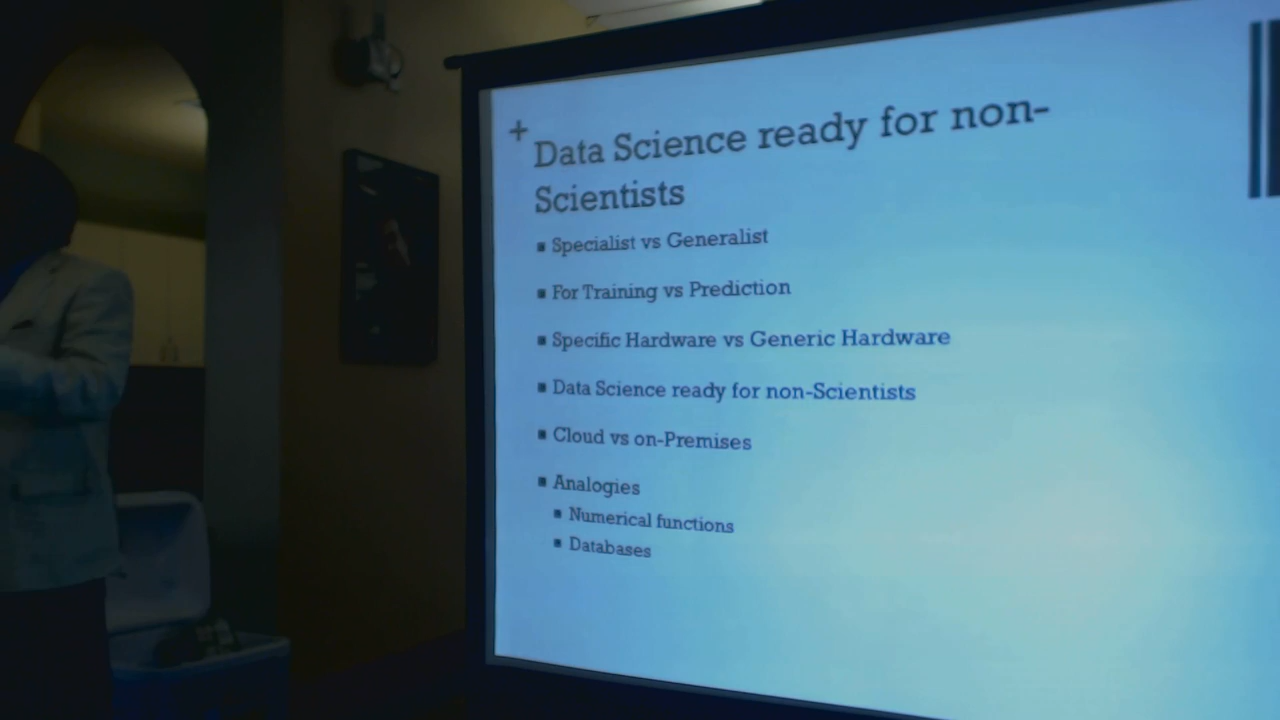 + Data Science ready for non-
Scientists
▪ Specialist vs Generalist
▪ For Training vs Prediction
▪ Specific Hardware vs Generic Hardware
▪ Data Science ready for non-Scientists
▪ Cloud vs on-Premises
▪ Analogies
▪ Numerical functions
▪ Databases